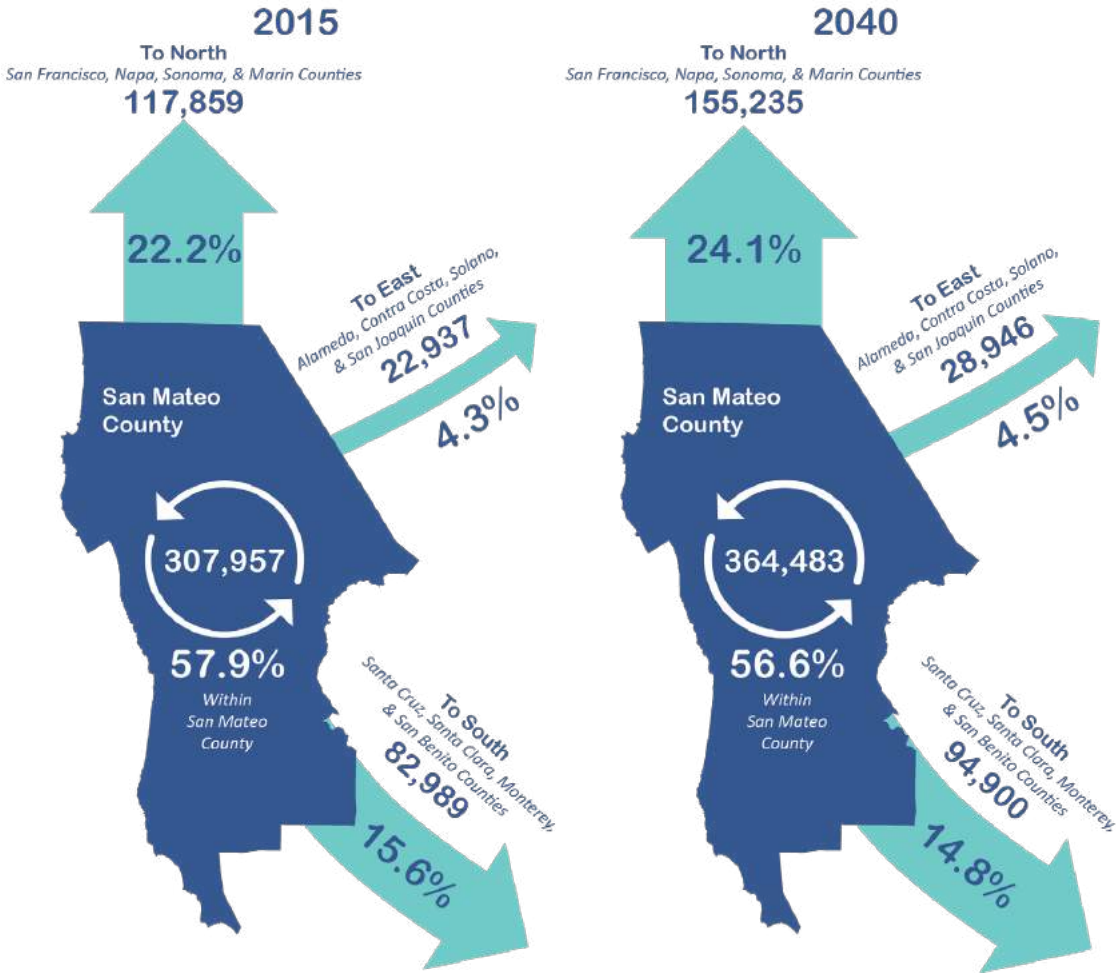 2015
To North
San Francisco, Napa, Sonoma, & Marin Counties
117,859
22.2%
To East
Alameda, Contra Costa, Solano,
& San Joaquin Counties
22,937
4.3%
San Mateo
County
307,957
57.9%
Within
San Mateo
County
To South
Santa Cruz, Santa Clara, Monterey,
& San Benito Counties
82,989
15.6%
2040
To North
San Francisco, Napa, Sonoma, & Marin Counties
155,235
24.1%
To East
Alameda, Contra Costa, Solano,
& San Joaquin Counties
28,946
4.5%
San Mateo
County
364,483
56.6%
Within
San Mateo
County
To South
Santa Cruz, Santa Clara, Monterey,
& San Benito Counties
94,900
14.8%